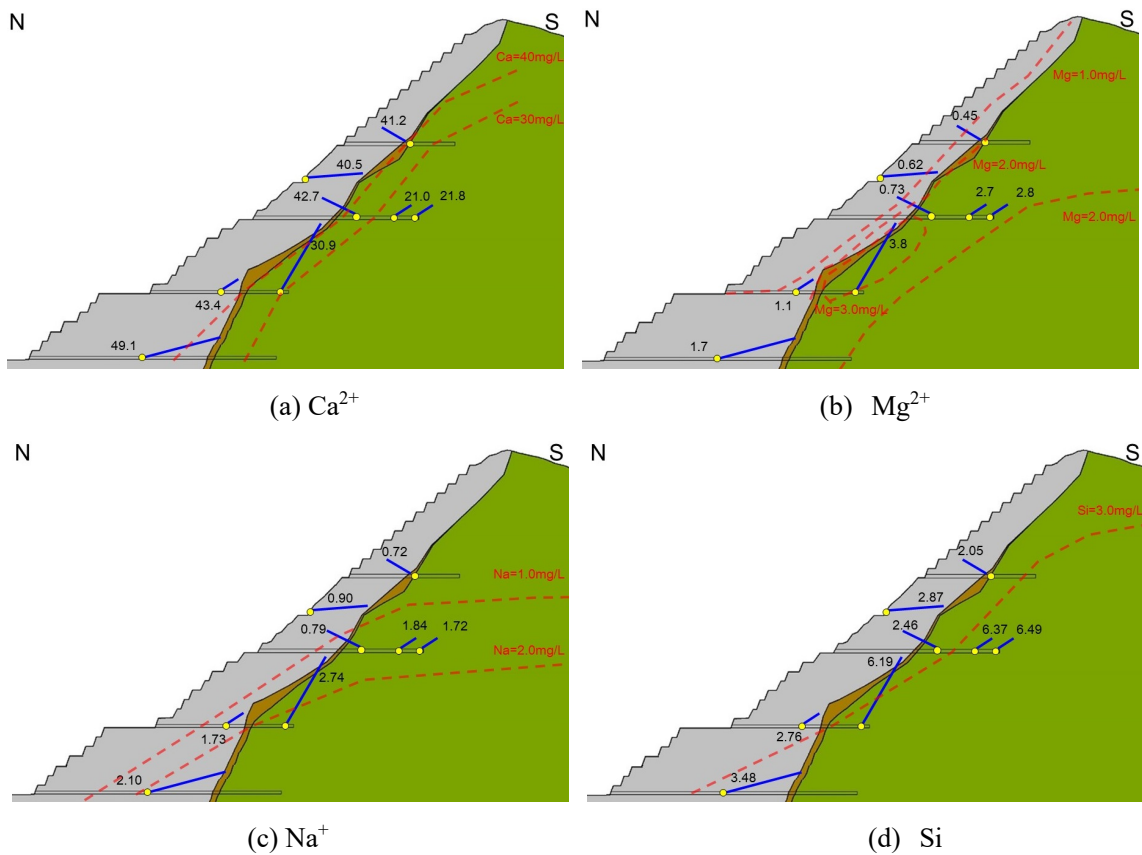 N
S
Ca=40mg/L
Ca=30mg/L
41.2
40.5
42.7
21.0
21.8
30.9
43.4
49.1
(a) Ca²⁺
N
S
Mg=1.0mg/L
0.45
0.62
Mg=2.0mg/L
0.73
2.7
2.8
Mg=2.0mg/L
3.8
1.1
Mg=3.0mg/L
1.7
(b) Mg²⁺
N
S
0.72
Na=1.0mg/L
0.90
0.79
1.84
1.72
Na=2.0mg/L
2.74
1.73
2.10
(c) Na⁺
N
S
Si=3.0mg/L
2.05
2.87
2.46
6.37
6.49
6.19
2.76
3.48
(d) Si